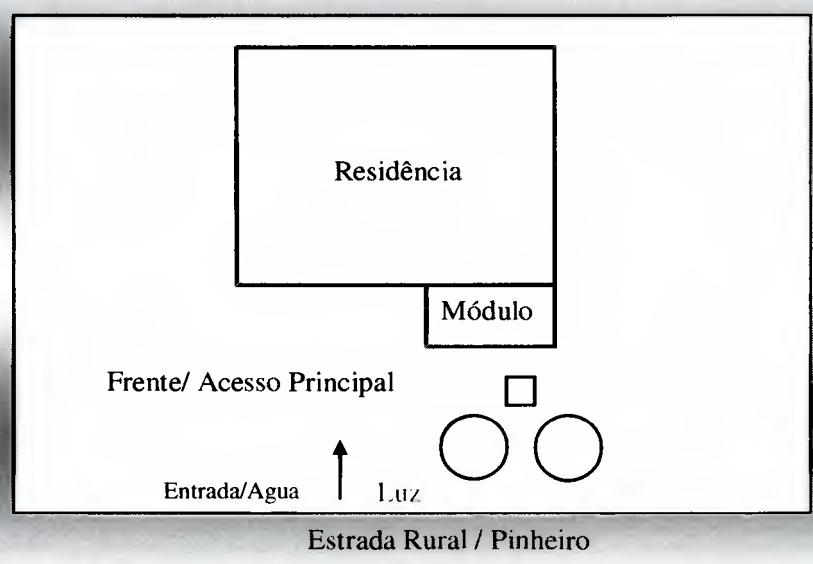 Residência
Módulo
Frente/ Acesso Principal
Entrada/Agua Luz
Estrada Rural / Pinheiro